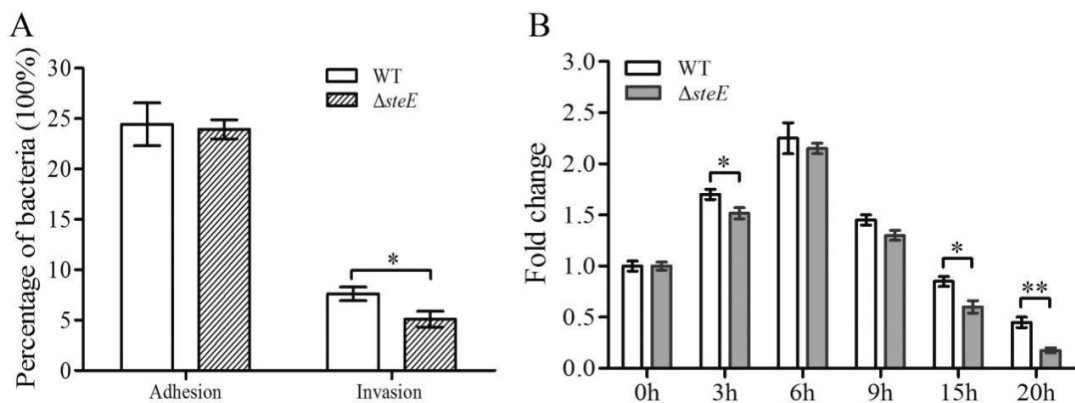 A
Percentage of bacteria (100%)
30
25
20
15
10
5
0
WT
ΔsteE
*
Adhesion Invasion
B
Fold change
3.0
2.5
2.0
1.5
1.0
0.5
0.0
WT
ΔsteE
*
*
**
0h 3h 6h 9h 15h 20h